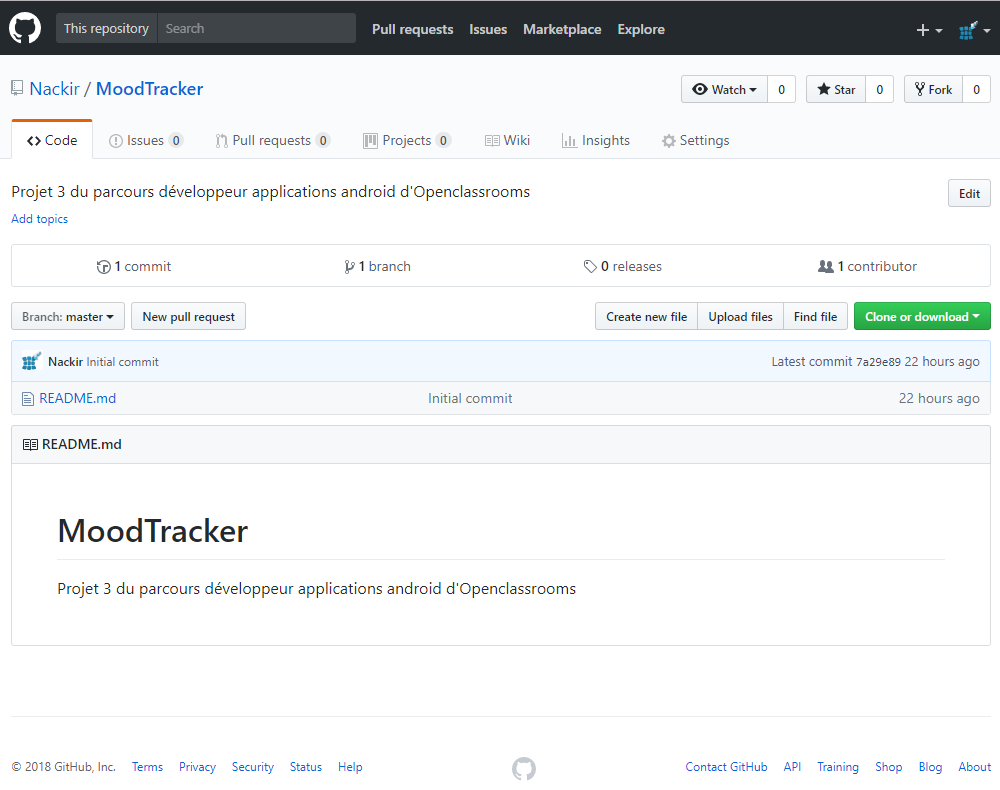 This repository Search Pull requests Issues Marketplace Explore
Nackir / MoodTracker Watch 0 Star 0 Fork 0
Code Issues 0 Pull requests 0 Projects 0 Wiki Insights Settings
Projet 3 du parcours développeur applications android d'Openclassrooms Edit
Add topics
1 commit 1 branch 0 releases 1 contributor
Branch: master New pull request Create new file Upload files Find file Clone or download
Nackir Initial commit Latest commit 7a29e89 22 hours ago
README.md Initial commit 22 hours ago
README.md
MoodTracker
Projet 3 du parcours développeur applications android d'Openclassrooms
© 2018 GitHub, Inc. Terms Privacy Security Status Help Contact GitHub API Training Shop Blog About